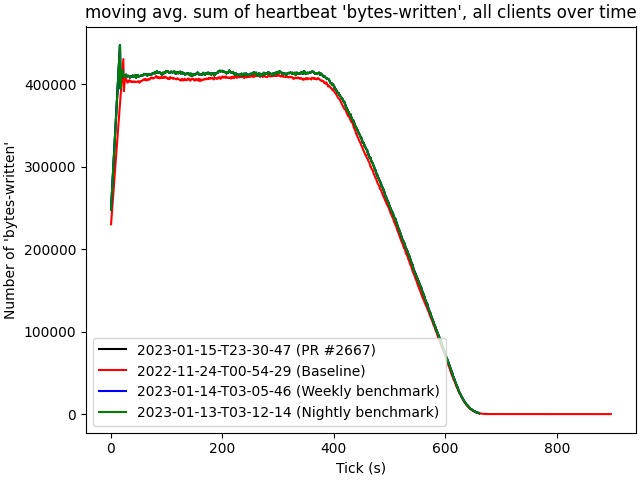 moving avg. sum of heartbeat 'bytes-written', all clients over time
Number of 'bytes-written'
400000
300000
200000
100000
0
2023-01-15-T23-30-47 (PR #2667)
2022-11-24-T00-54-29 (Baseline)
2023-01-14-T03-05-46 (Weekly benchmark)
2023-01-13-T03-12-14 (Nightly benchmark)
0 200 400 600 800
Tick (s)